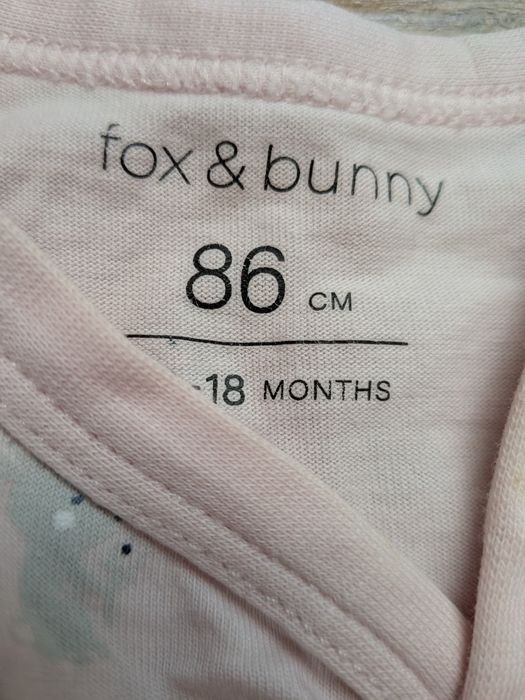 fox & bunny
86 CM
-18 MONTHS